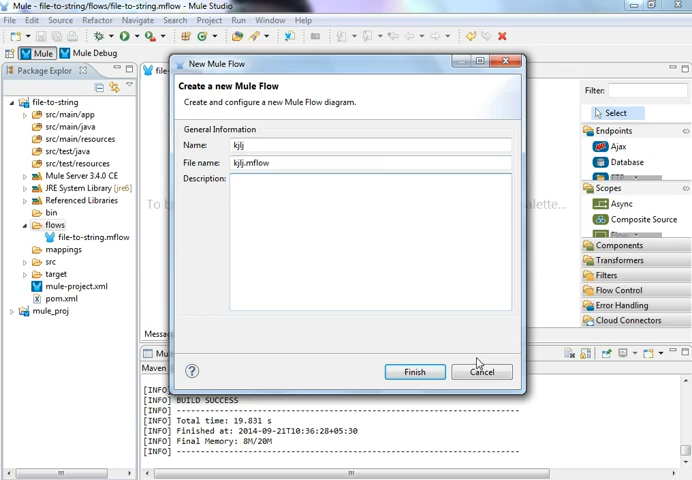 Mule - file-to-string/flows/file-to-string.mflow - Mule Studio
File Edit Source Refactor Navigate Search Project Run Window Help
Mule Mule Debug
Package Explor
file-to-string
src/main/app
src/main/java
src/main/resources
src/test/java
src/test/resources
Mule Server 3.4.0 CE
JRE System Library [jre6]
Referenced Libraries
bin
flows
file-to-string.mflow
mappings
src
target
mule-project.xml
pom.xml
mule_proj
file
To b
alette...
Messa
New Mule Flow
Create a new Mule Flow
Create and configure a new Mule Flow diagram.
General Information
Name: kjlj
File name: kjlj.mflow
Description:
?
Finish Cancel
Filter:
Select
Endpoints
Ajax
Database
Scopes
Async
Composite Source
Components
Transformers
Filters
Flow Control
Error Handling
Cloud Connectors
Mu
Maven
[INFO]
[INFO] BUILD SUCCESS
[INFO] ------------------------------------------------------------------------
[INFO] Total time: 19.831 s
[INFO] Finished at: 2014-09-21T10:36:28+05:30
[INFO] Final Memory: 8M/20M
[INFO] ------------------------------------------------------------------------